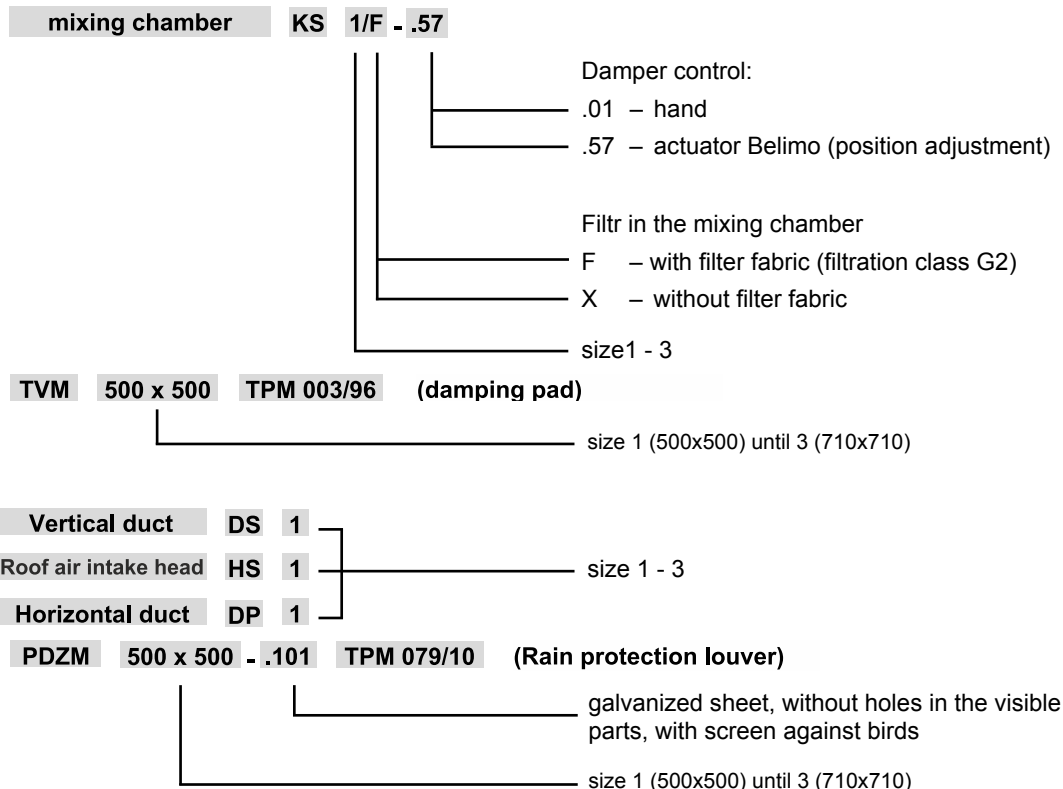 mixing chamber KS 1/F - .57
Damper control:
.01 – hand
.57 – actuator Belimo (position adjustment)
Filtr in the mixing chamber
F – with filter fabric (filtration class G2)
X – without filter fabric
size1 - 3
TVM 500 x 500 TPM 003/96 (damping pad)
size 1 (500x500) until 3 (710x710)
Vertical duct DS 1
Roof air intake head HS 1
size 1 - 3
Horizontal duct DP 1
PDZM 500 x 500 - .101 TPM 079/10 (Rain protection louver)
galvanized sheet, without holes in the visible
parts, with screen against birds
size 1 (500x500) until 3 (710x710)